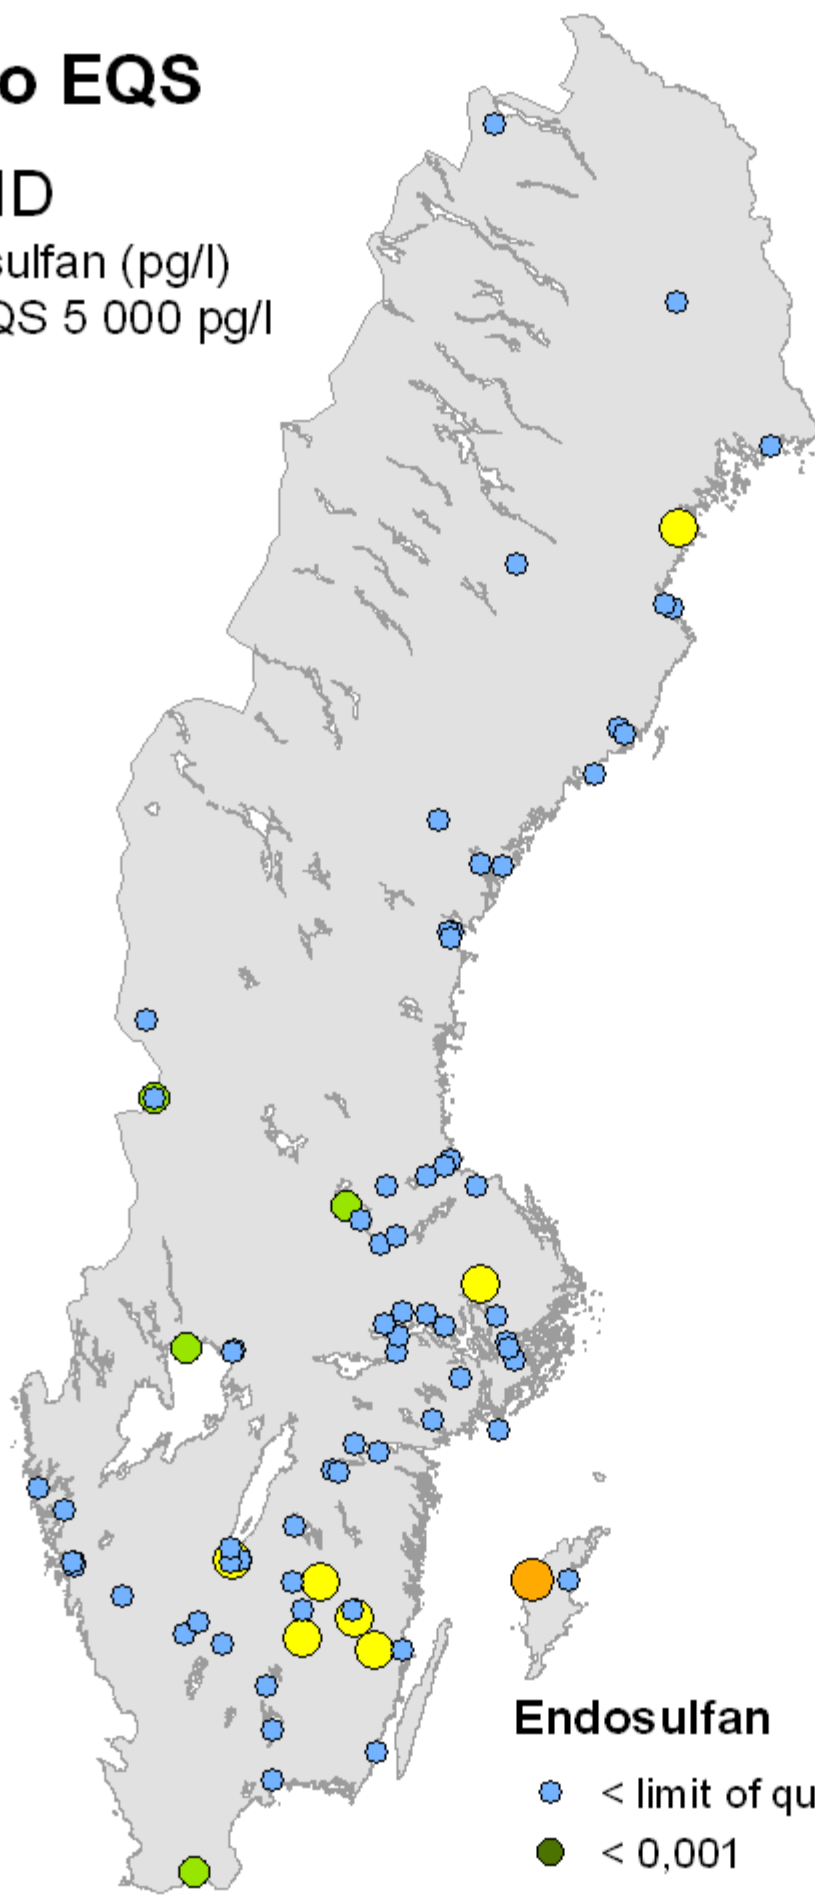 o EQS
ID
sulfan (pg/l)
QS 5 000 pg/l
Endosulfan
< limit of qu
< 0,001